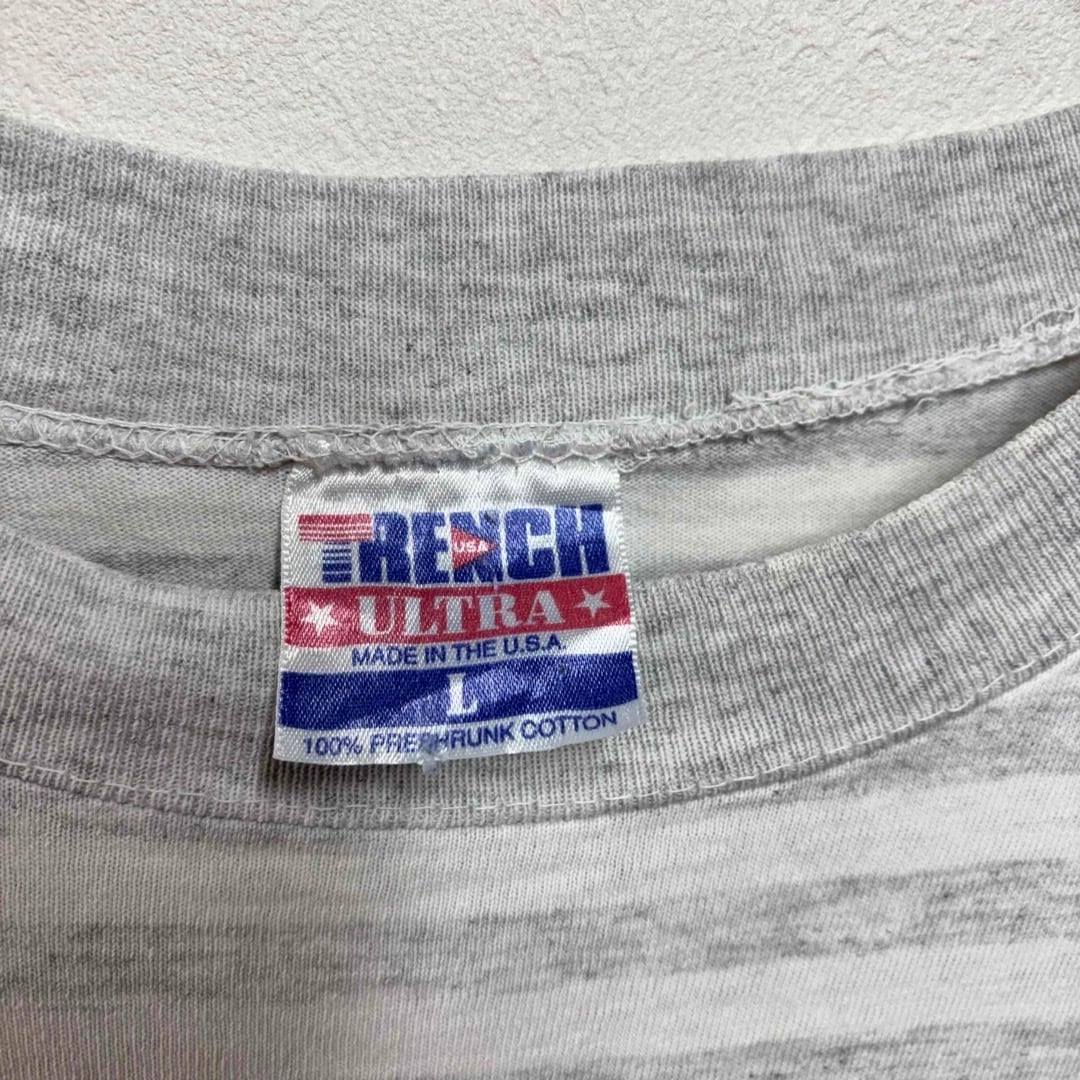 TRENCH
USA
ULTRA
MADE IN THE U.S.A.
L
100% PRESHRUNK COTTON